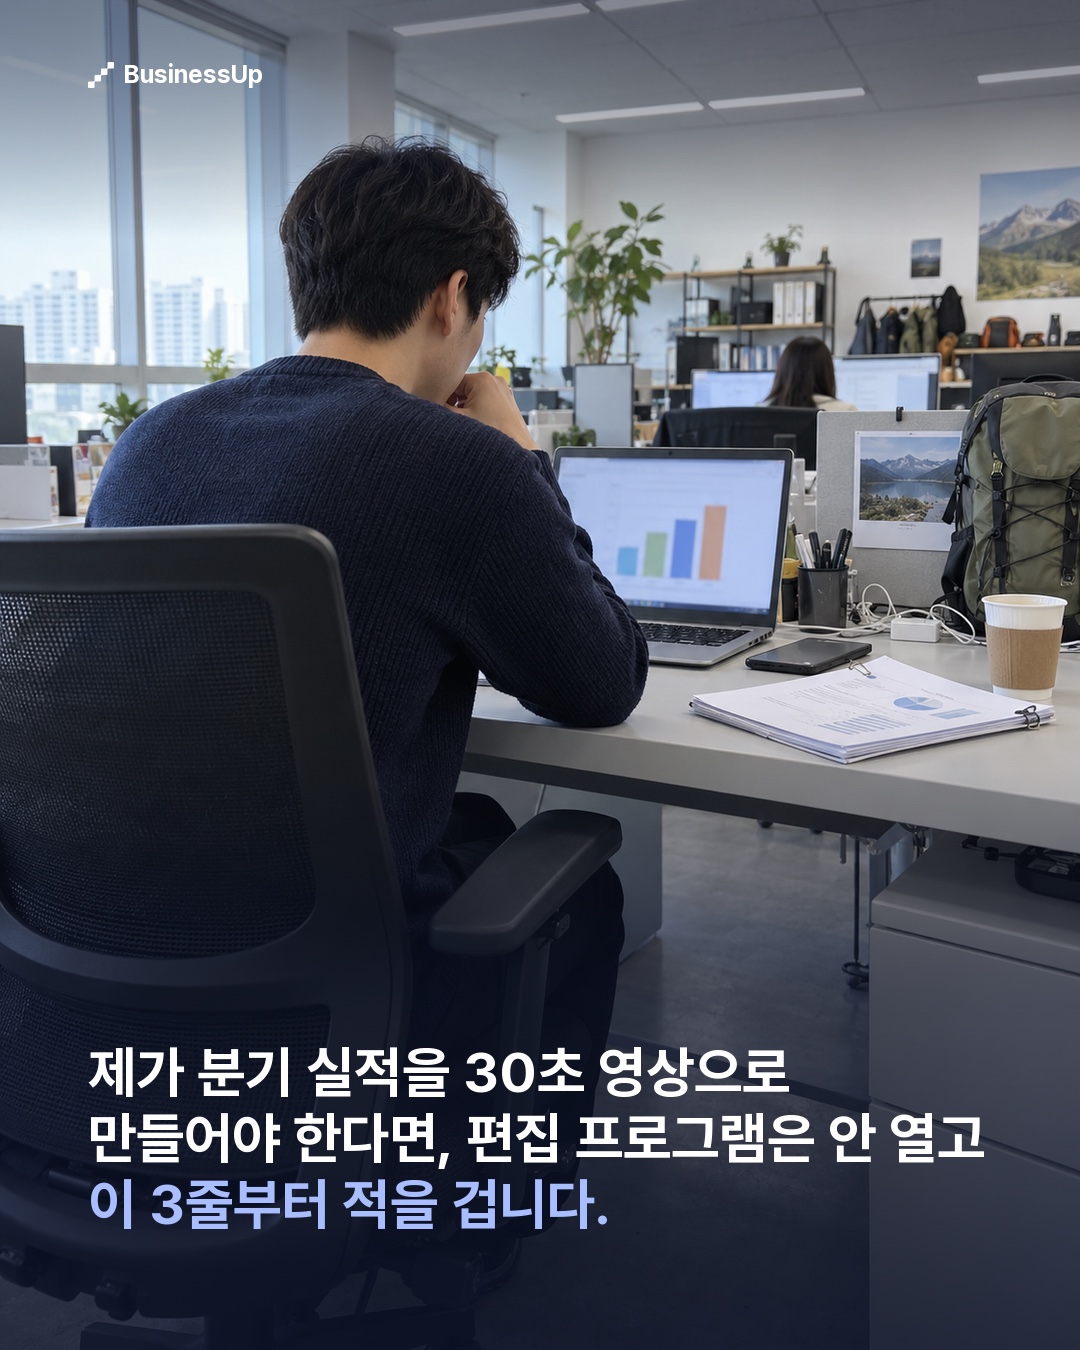 BusinessUp
제가 분기 실적을 30초 영상으로
만들어야 한다면, 편집 프로그램은 안 열고
이 3줄부터 적을 겁니다.